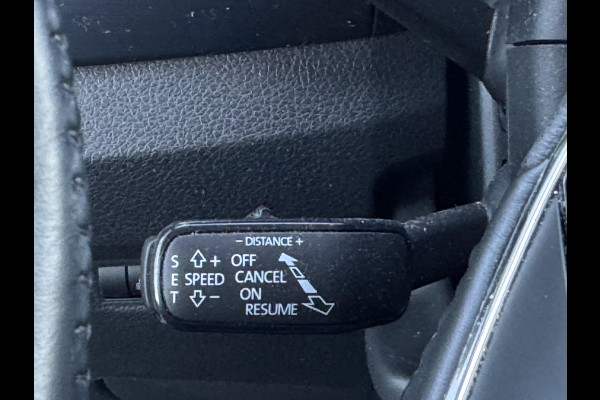 - DISTANCE +
S + OFF
E SPEED CANCEL
T - ON
RESUME